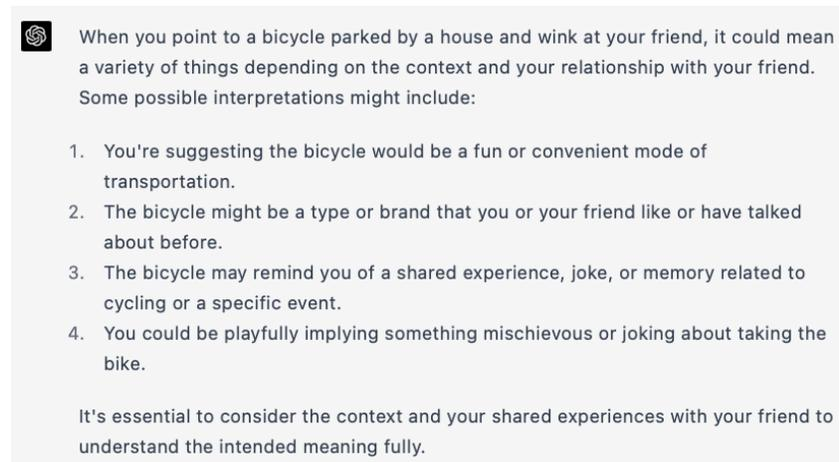 When you point to a bicycle parked by a house and wink at your friend, it could mean
a variety of things depending on the context and your relationship with your friend.
Some possible interpretations might include:
1. You're suggesting the bicycle would be a fun or convenient mode of
transportation.
2. The bicycle might be a type or brand that you or your friend like or have talked
about before.
3. The bicycle may remind you of a shared experience, joke, or memory related to
cycling or a specific event.
4. You could be playfully implying something mischievous or joking about taking the
bike.
It's essential to consider the context and your shared experiences with your friend to
understand the intended meaning fully.